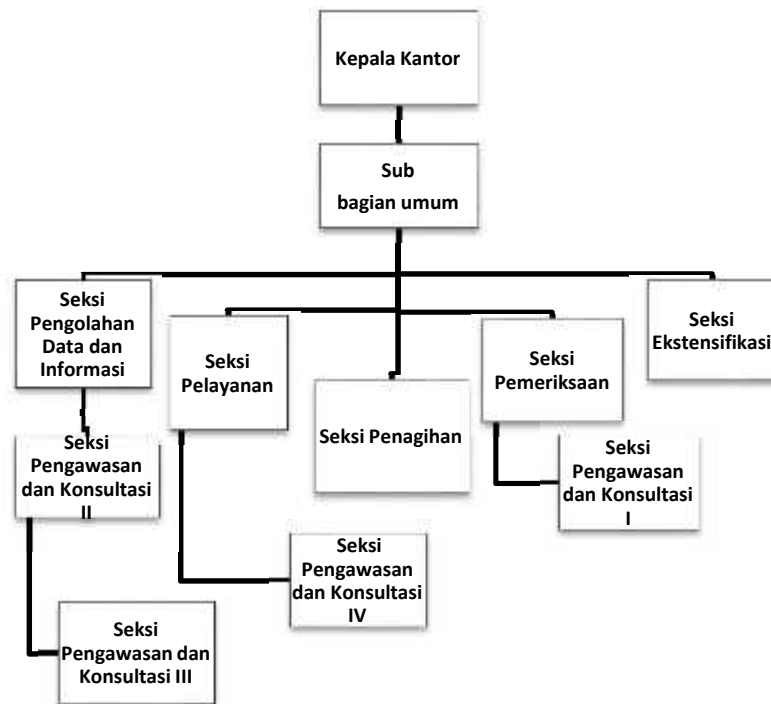 Kepala Kantor
Sub
bagian umum
Seksi
Pengolahan
Data dan
Informasi
Seksi
Pelayanan
Seksi Penagihan
Seksi
Pemeriksaan
Seksi
Ekstensifikasi
Seksi
Pengawasan
dan Konsultasi
II
Seksi
Pengawasan
dan Konsultasi
I
Seksi
Pengawasan
dan Konsultasi
IV
Seksi
Pengawasan dan
Konsultasi III